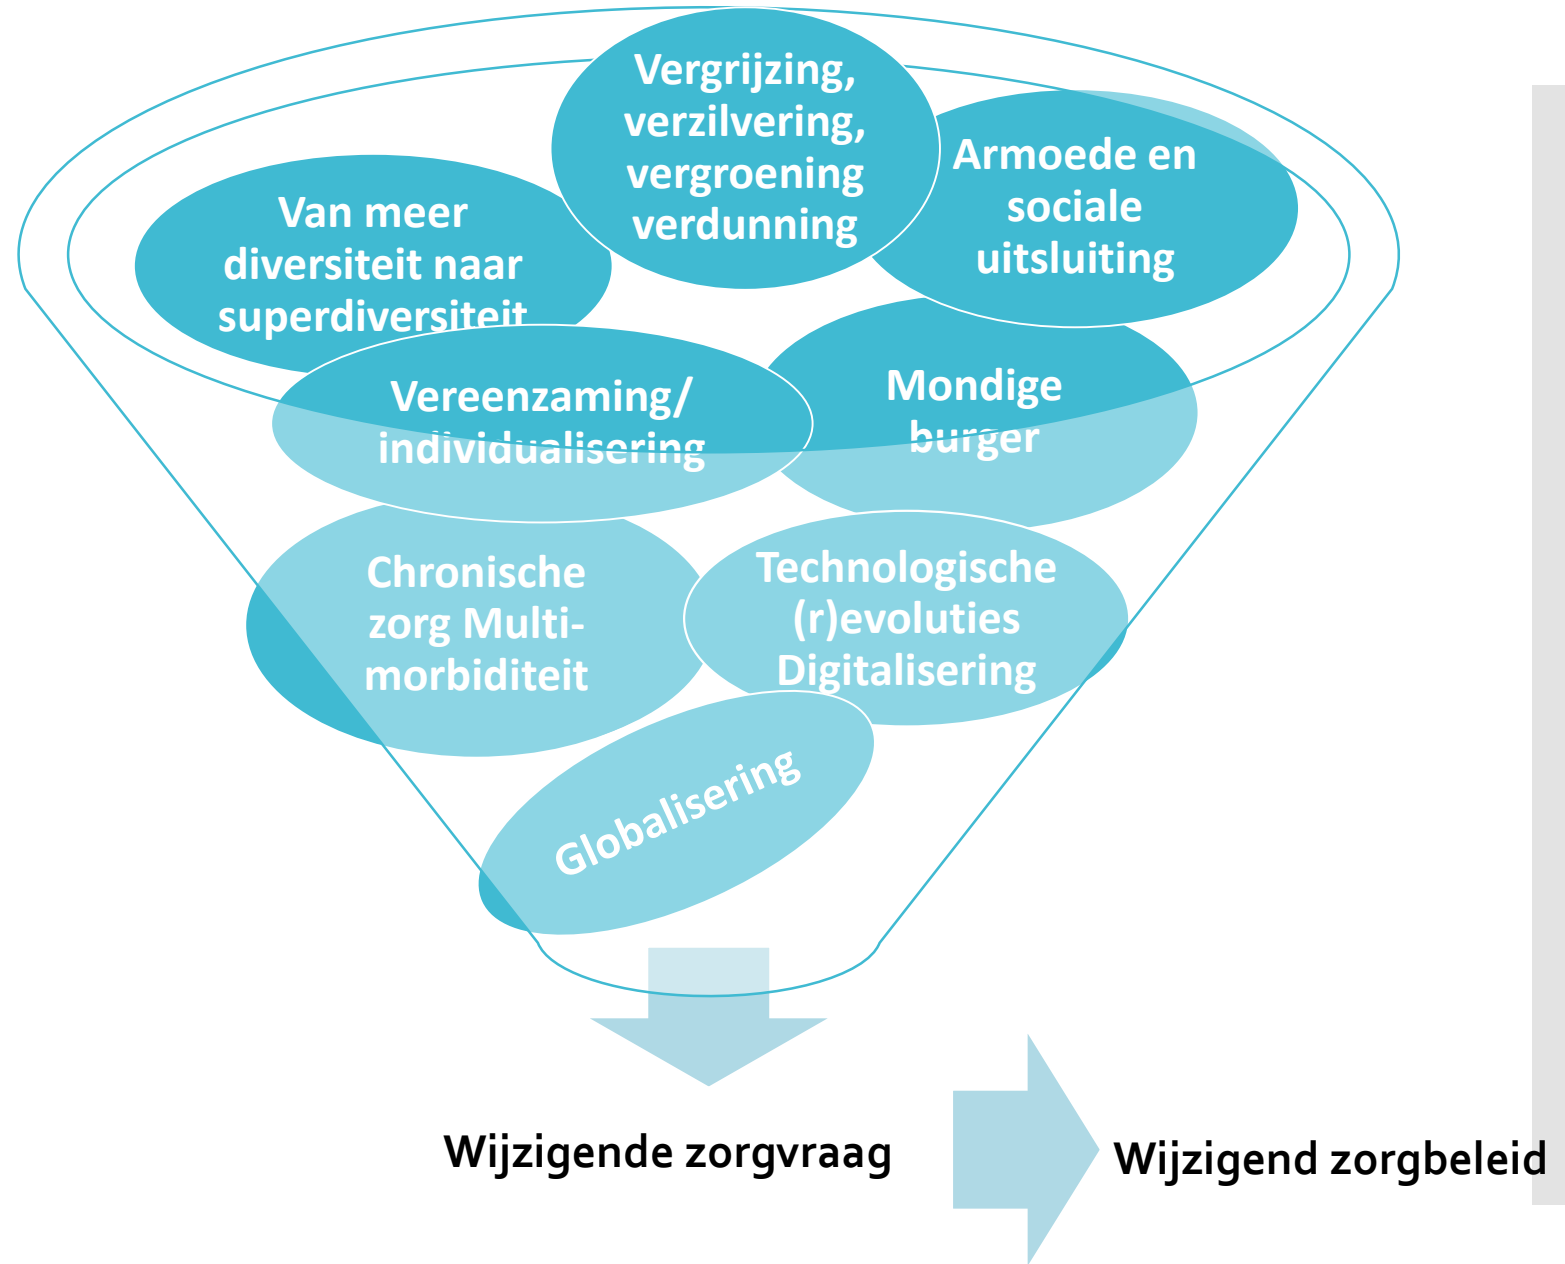 Vergrijzing,
verzilvering,
vergroening
verdunning
Armoede en
sociale
uitsluiting
Van meer
diversiteit naar
superdiversiteit
Vereenzaming/
individualisering
Mondige
burger
Chronische
zorg Multi-
morbiditeit
Technologische
(r)evoluties
Digitalisering
Globalisering
Wijzigende zorgvraag
Wijzigend zorgbeleid